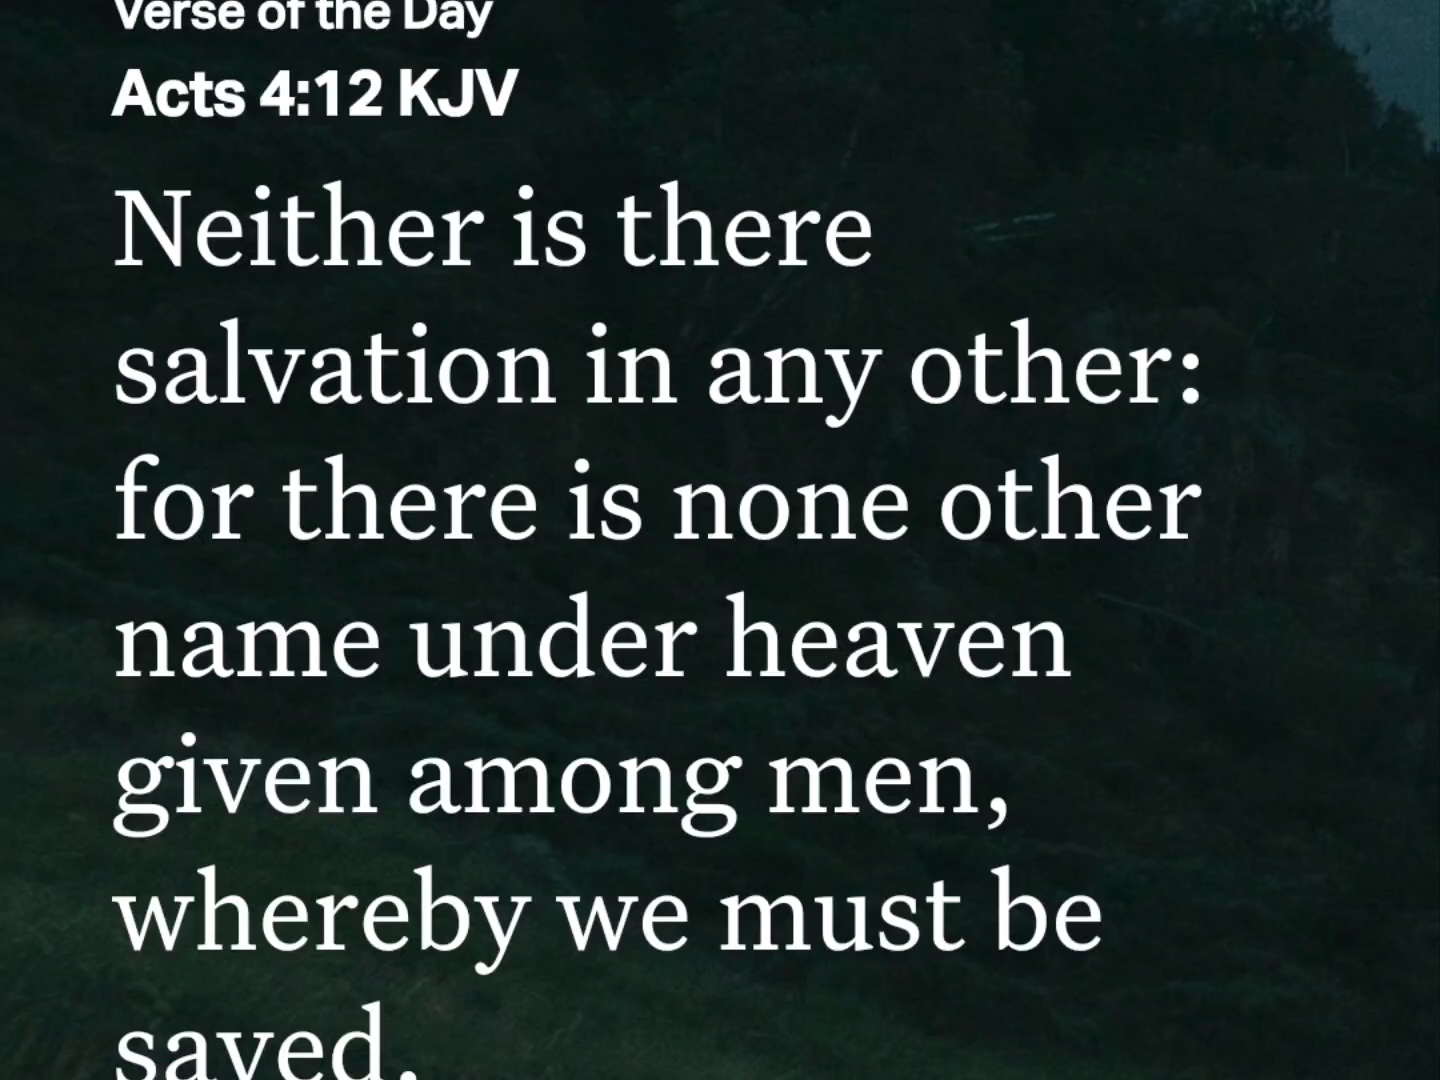 Verse of the Day
Acts 4:12 KJV
Neither is there
salvation in any other:
for there is none other
name under heaven
given among men,
whereby we must be
saved.